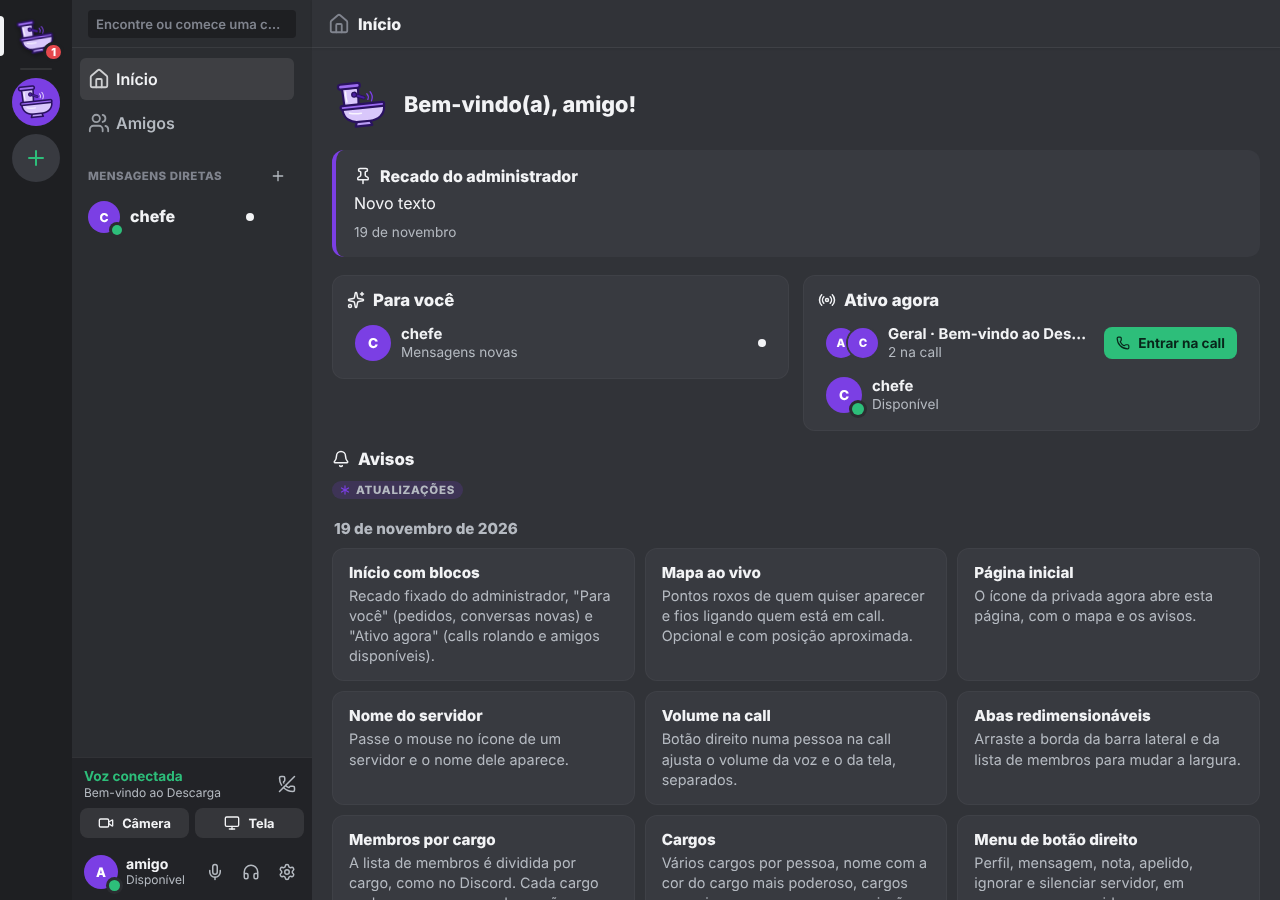 1
Encontre ou comece uma c...
Início
Amigos
MENSAGENS DIRETAS
C
chefe
Voz conectada
Bem-vindo ao Descarga
Câmera
Tela
A
amigo
Disponível
Início
Bem-vindo(a), amigo!
Recado do administrador
Novo texto
19 de novembro
Para você
C
chefe
Mensagens novas
Ativo agora
A C
Geral · Bem-vindo ao Des...
2 na call
Entrar na call
C
chefe
Disponível
Avisos
ATUALIZAÇÕES
19 de novembro de 2026
Início com blocos
Recado fixado do administrador, "Para
você" (pedidos, conversas novas) e
"Ativo agora" (calls rolando e amigos
disponíveis).
Mapa ao vivo
Pontos roxos de quem quiser aparecer
e fios ligando quem está em call.
Opcional e com posição aproximada.
Página inicial
O ícone da privada agora abre esta
página, com o mapa e os avisos.
Nome do servidor
Passe o mouse no ícone de um
servidor e o nome dele aparece.
Volume na call
Botão direito numa pessoa na call
ajusta o volume da voz e o da tela,
separados.
Abas redimensionáveis
Arraste a borda da barra lateral e da
lista de membros para mudar a largura.
Membros por cargo
A lista de membros é dividida por
cargo, como no Discord. Cada cargo
Cargos
Vários cargos por pessoa, nome com a
cor do cargo mais poderoso, cargos
Menu de botão direito
Perfil, mensagem, nota, apelido,
ignorar e silenciar servidor, em